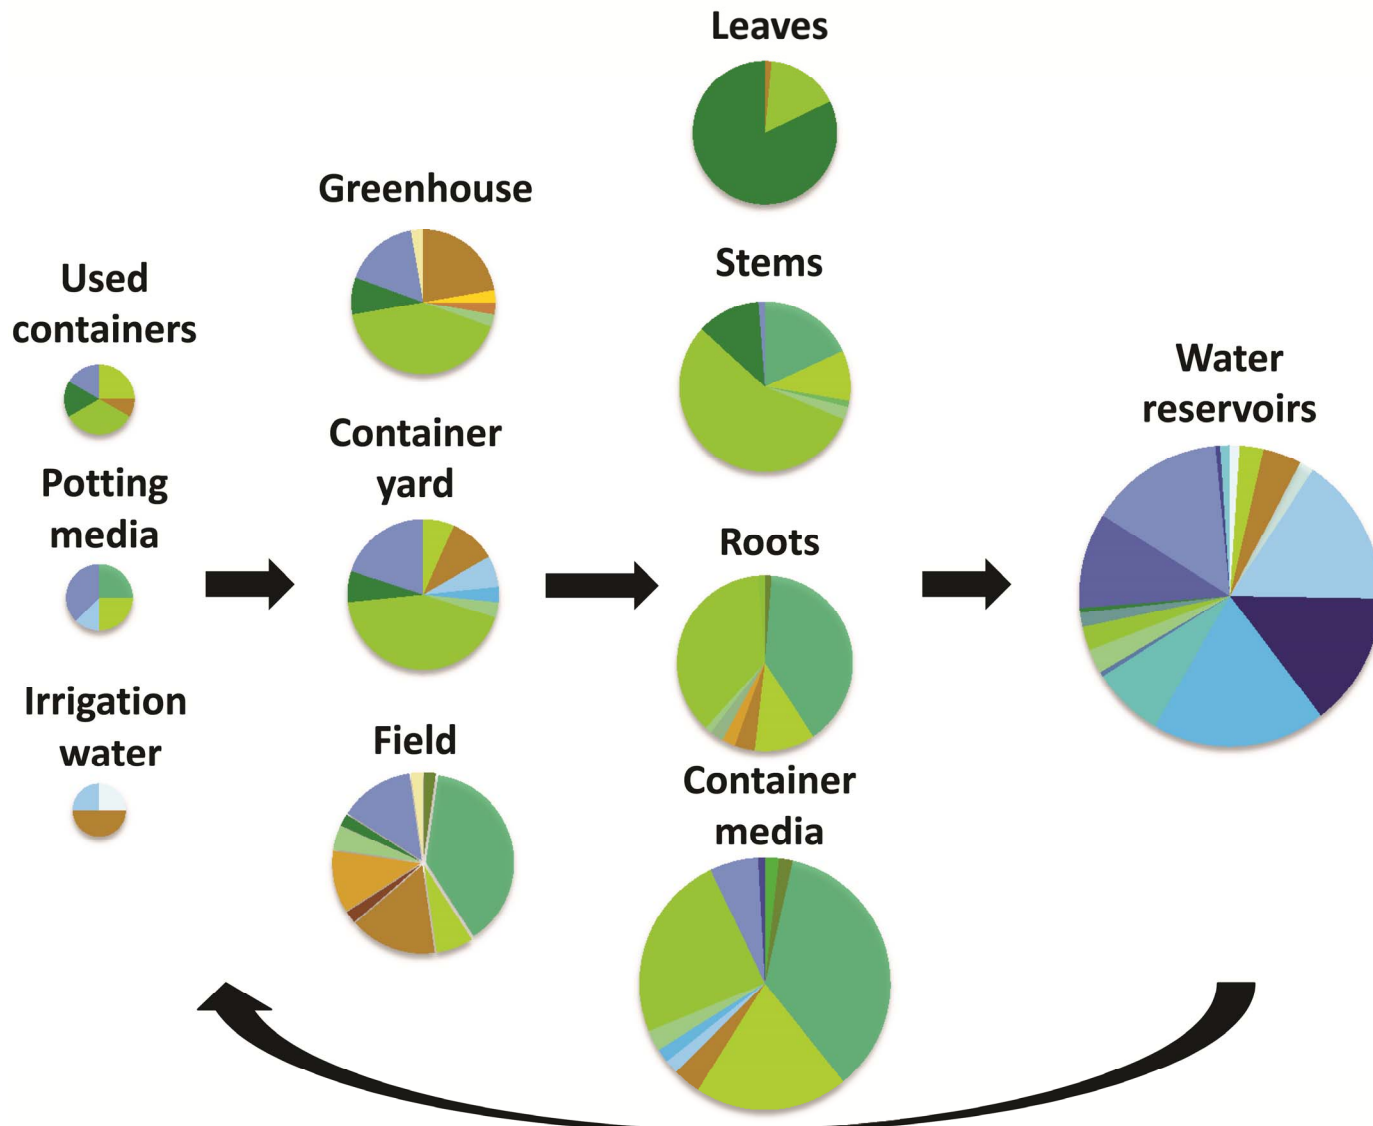 Used
containers
Potting
media
Irrigation
water
Greenhouse
Container
yard
Field
Leaves
Stems
Roots
Container
media
Water
reservoirs